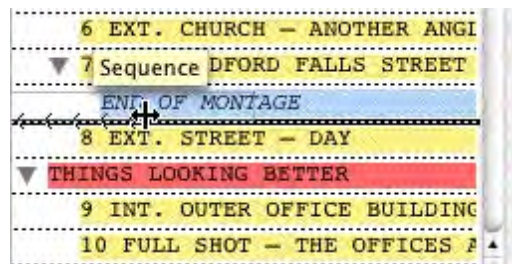 6 EXT. CHURCH — ANOTHER ANGL
7 Sequence DFORD FALLS STREET
END OF MONTAGE
8 EXT. STREET — DAY
THINGS LOOKING BETTER
9 INT. OUTER OFFICE BUILDING
10 FULL SHOT — THE OFFICES A